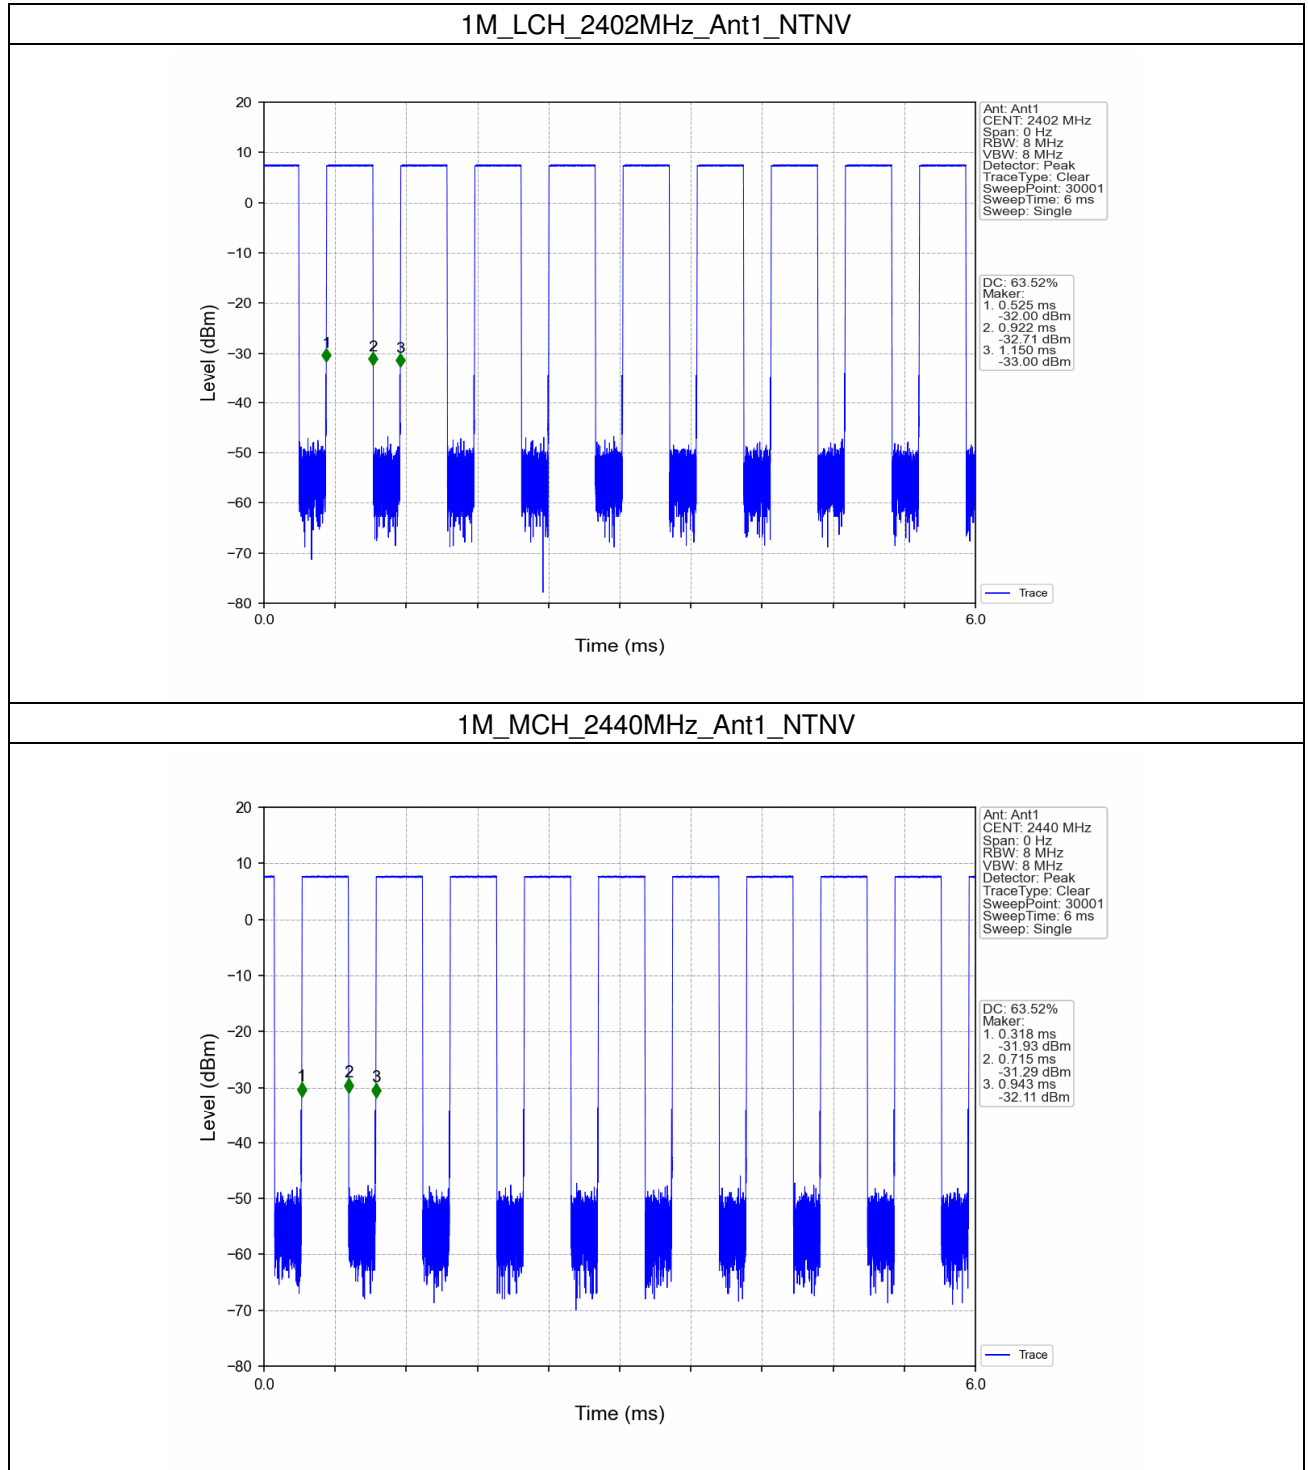 1M_LCH_2402MHz_Ant1_NTNV
20
10
0
−10
−20
−30
−40
−50
−60
−70
−80
Level (dBm)
1
2
3
0.0
6.0
Time (ms)
Ant: Ant1
CENT: 2402 MHz
Span: 0 Hz
RBW: 8 MHz
VBW: 8 MHz
Detector: Peak
TraceType: Clear
SweepPoint: 30001
SweepTime: 6 ms
Sweep: Single
DC: 63.52%
Maker:
1. 0.525 ms
-32.00 dBm
2. 0.922 ms
-32.71 dBm
3. 1.150 ms
-33.00 dBm
Trace
1M_MCH_2440MHz_Ant1_NTNV
20
10
0
−10
−20
−30
−40
−50
−60
−70
−80
Level (dBm)
1
2
3
0.0
6.0
Time (ms)
Ant: Ant1
CENT: 2440 MHz
Span: 0 Hz
RBW: 8 MHz
VBW: 8 MHz
Detector: Peak
TraceType: Clear
SweepPoint: 30001
SweepTime: 6 ms
Sweep: Single
DC: 63.52%
Maker:
1. 0.318 ms
-31.93 dBm
2. 0.715 ms
-31.29 dBm
3. 0.943 ms
-32.11 dBm
Trace